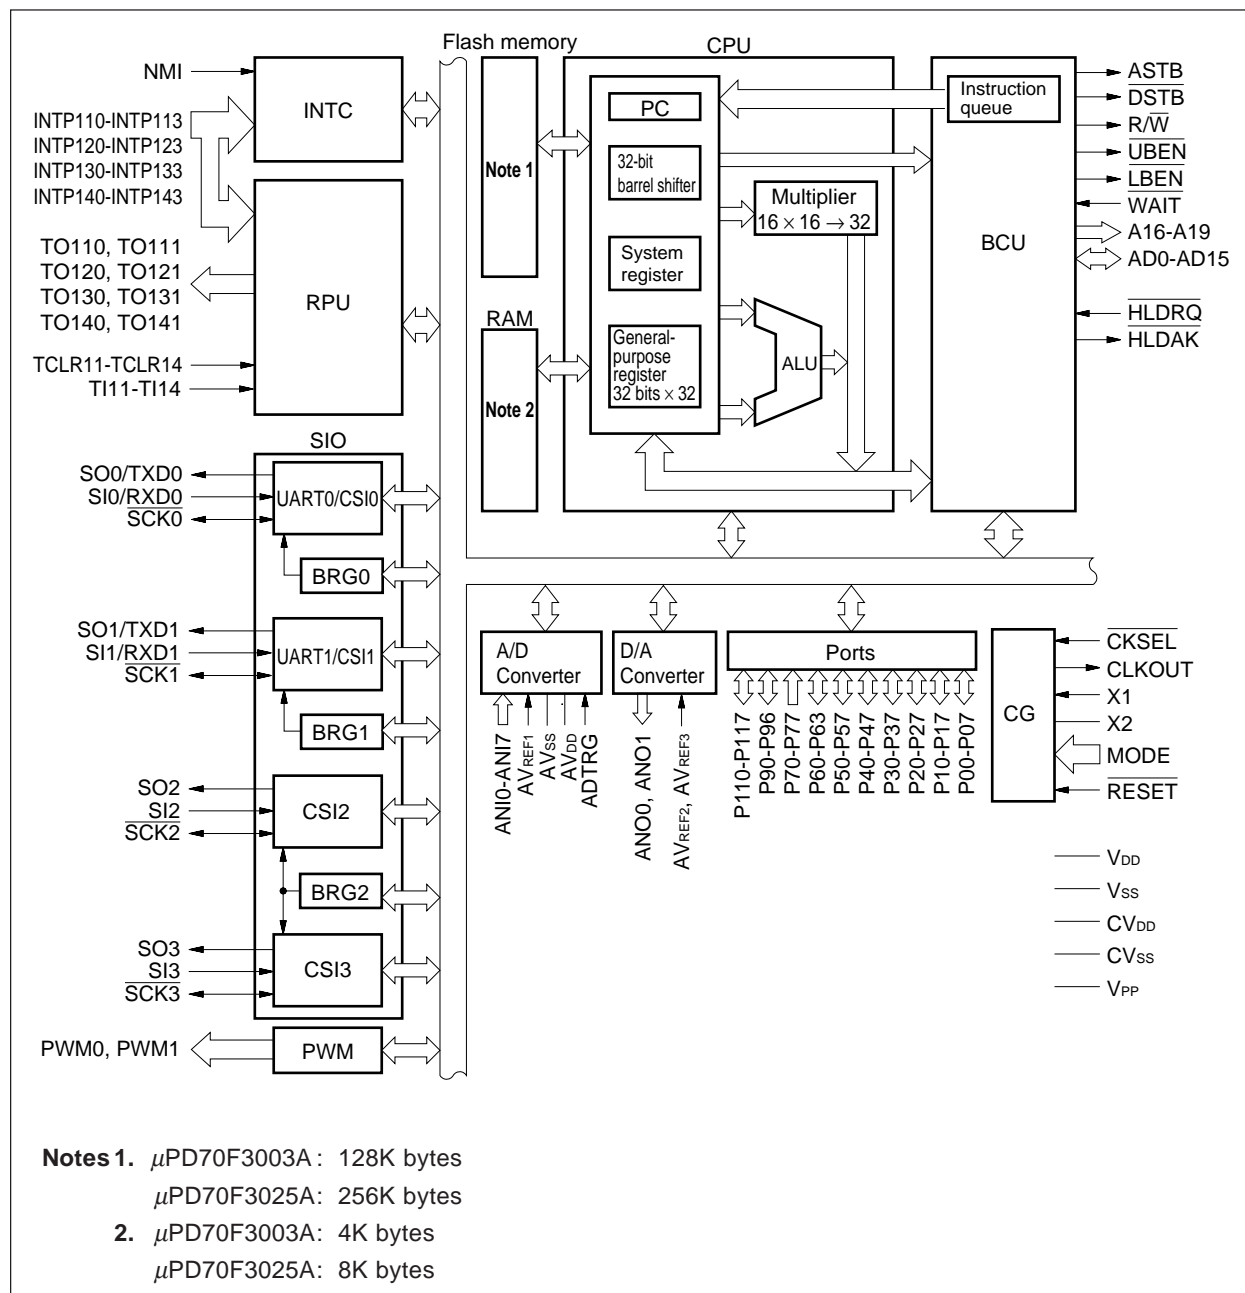 Flash memory
CPU
NMI
INTC
INTP110-INTP113
INTP120-INTP123
INTP130-INTP133
INTP140-INTP143
TO110, TO111
TO120, TO121
TO130, TO131
TO140, TO141
RPU
TCLR11-TCLR14
TI11-TI14
Note 1
RAM
Note 2
PC
32-bit
barrel shifter
System
register
General-
purpose
register
32 bits × 32
Multiplier
16 × 16 → 32
ALU
Instruction
queue
BCU
ASTB
DSTB
R/W
UBEN
LBEN
WAIT
A16-A19
AD0-AD15
HLDRQ
HLDAK
SIO
SO0/TXD0
SI0/RXD0
SCK0
UART0/CSI0
BRG0
SO1/TXD1
SI1/RXD1
SCK1
UART1/CSI1
BRG1
SO2
SI2
SCK2
CSI2
BRG2
SO3
SI3
SCK3
CSI3
PWM0, PWM1
PWM
A/D
Converter
ANI0-ANI7
AVREF1
AVSS
AVDD
ADTRG
D/A
Converter
ANO0, ANO1
AVREF2, AVREF3
Ports
P110-P117
P90-P96
P70-P77
P60-P63
P50-P57
P40-P47
P30-P37
P20-P27
P10-P17
P00-P07
CG
CKSEL
CLKOUT
X1
X2
MODE
RESET
VDD
VSS
CVDD
CVSS
VPP
Notes 1. μPD70F3003A: 128K bytes
μPD70F3025A: 256K bytes
2. μPD70F3003A: 4K bytes
μPD70F3025A: 8K bytes